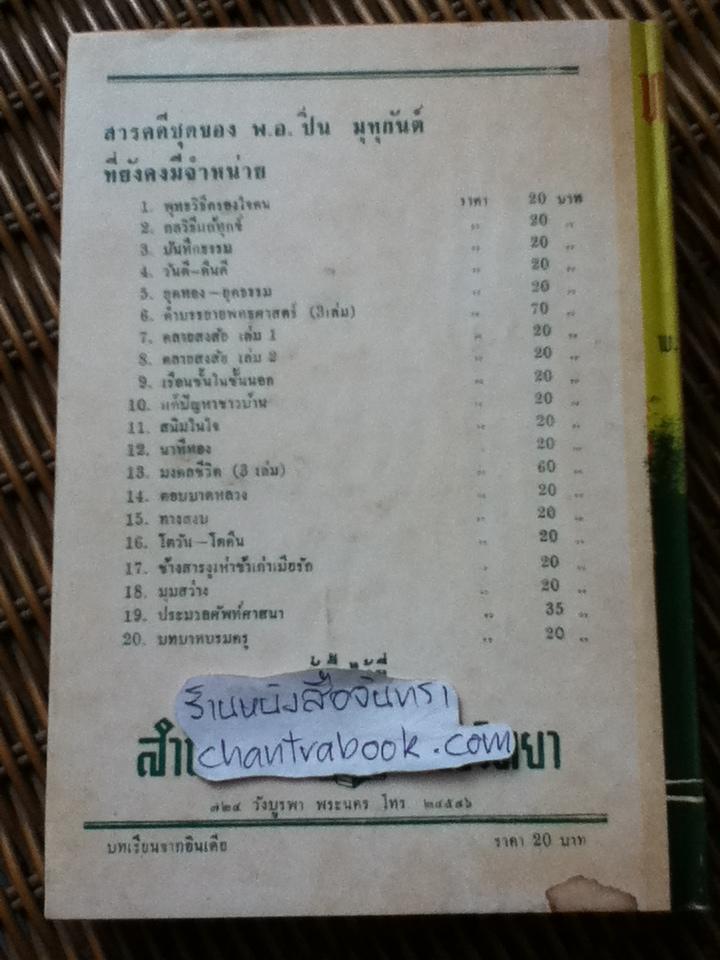 สารคดีชุดของ พ.อ. ปิ่น มุทุกันต์
ที่ยังคงมีจำหน่าย
1. พุทธวิธีครองใจคน ราคา 20 บาท
2. กลวิธีแก้ทุกข์ „ 20 „
3. บันทึกธรรม „ 20 „
4. วันดี–คืนดี „ 20 „
5. ยุคทอง–ยุคธรรม „ 20 „
6. คำบรรยายพุทธศาสตร์ (3เล่ม) „ 70 „
7. คลายสงสัย เล่ม 1 „ 20 „
8. คลายสงสัย เล่ม 2 „ 20 „
9. เรือนชั้นในชั้นนอก „ 20 „
10. แก้ปัญหาชาวบ้าน „ 20 „
11. สนิมในใจ „ 20 „
12. นาทีทอง „ 20 „
13. มงคลชีวิต (3 เล่ม) „ 60 „
14. ตอบบาดหลวง „ 20 „
15. ทางสงบ „ 20 „
16. โต้วัน–โต้คืน „ 20 „
17. ช้างสารงูเห่าข้าเก่าเมียรัก „ 20 „
18. มุมสว่าง „ 20 „
19. ประมวลศัพท์ศาสนา „ 35 „
20. บทบาทบรมครู „ 20 „
ร้านหนังสือจันทรา
chantrabook.com
๗๒๔ วังบูรพา พระนคร โทร ๒๔๕๘๖
บทเรียนจากอินเดีย ราคา 20 บาท